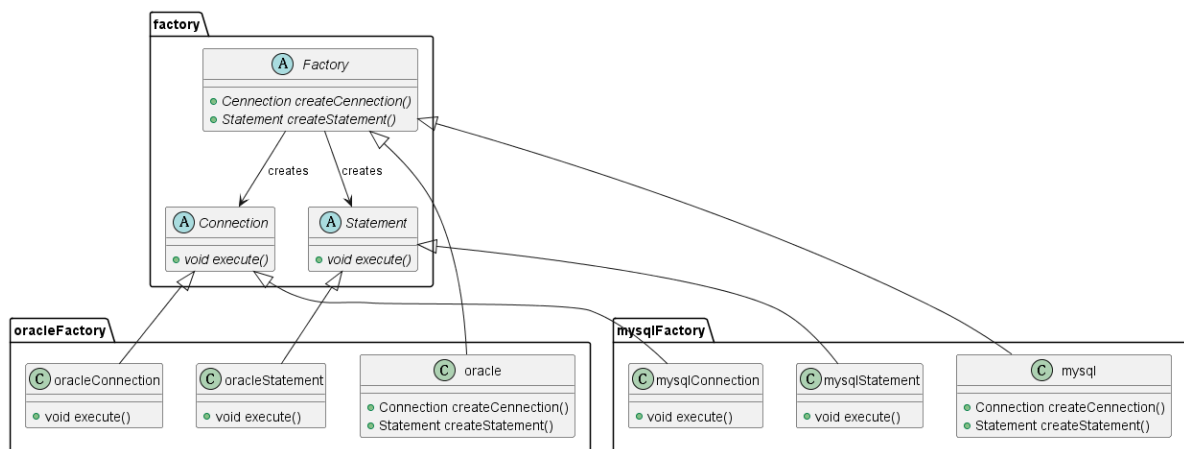 factory
A Factory
Cennection createCennection()
Statement createStatement()
creates
creates
A Connection
void execute()
A Statement
void execute()
oracleFactory
C oracleConnection
void execute()
C oracleStatement
void execute()
C oracle
Connection createCennection()
Statement createStatement()
mysqlFactory
C mysqlConnection
void execute()
C mysqlStatement
void execute()
C mysql
Connection createCennection()
Statement createStatement()